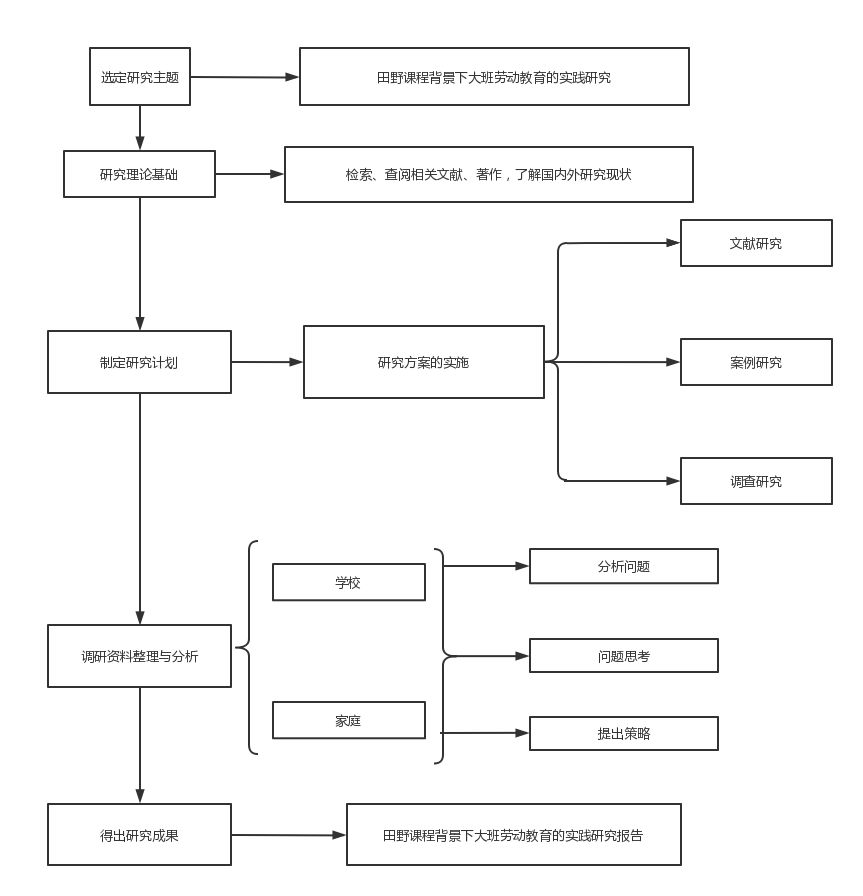 选定研究主题
田野课程背景下大班劳动教育的实践研究
研究理论基础
检索、查阅相关文献、著作，了解国内外研究现状
文献研究
制定研究计划
研究方案的实施
案例研究
调查研究
学校
分析问题
调研资料整理与分析
问题思考
家庭
提出策略
得出研究成果
田野课程背景下大班劳动教育的实践研究报告